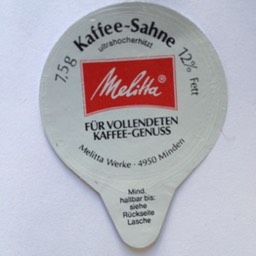 7,5g Kaffee-Sahne 12% Fett
ultrahocherhitzt
Melitta®
FÜR VOLLENDETEN
KAFFEE-GENUSS
Melitta Werke · 4950 Minden
Mind.
haltbar bis:
siehe
Rückseite
Lasche